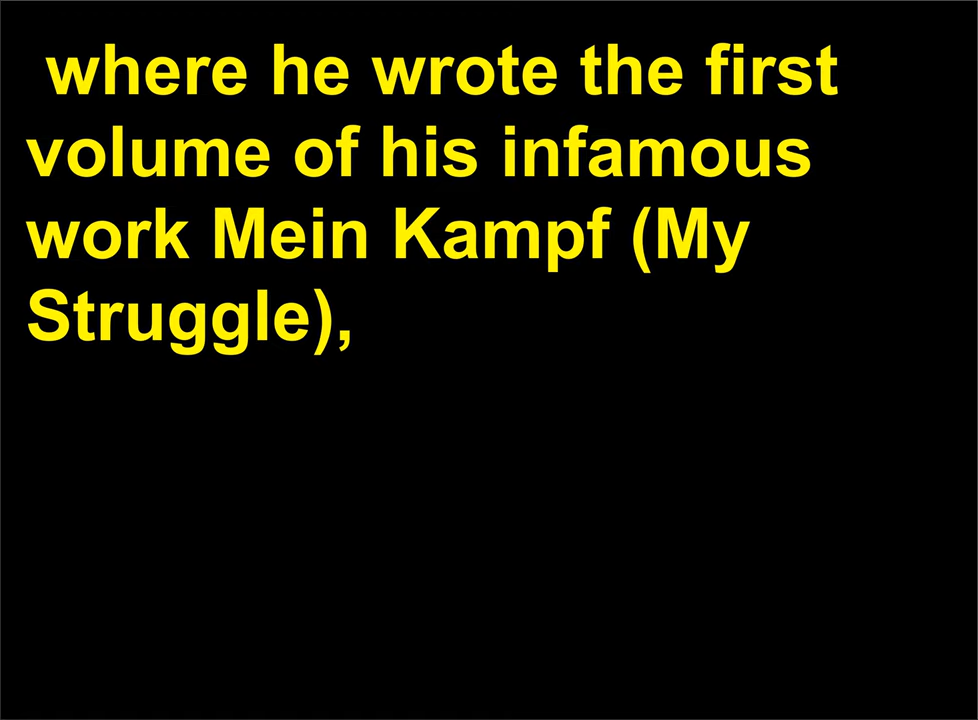 where he wrote the first
volume of his infamous
work Mein Kampf (My
Struggle),